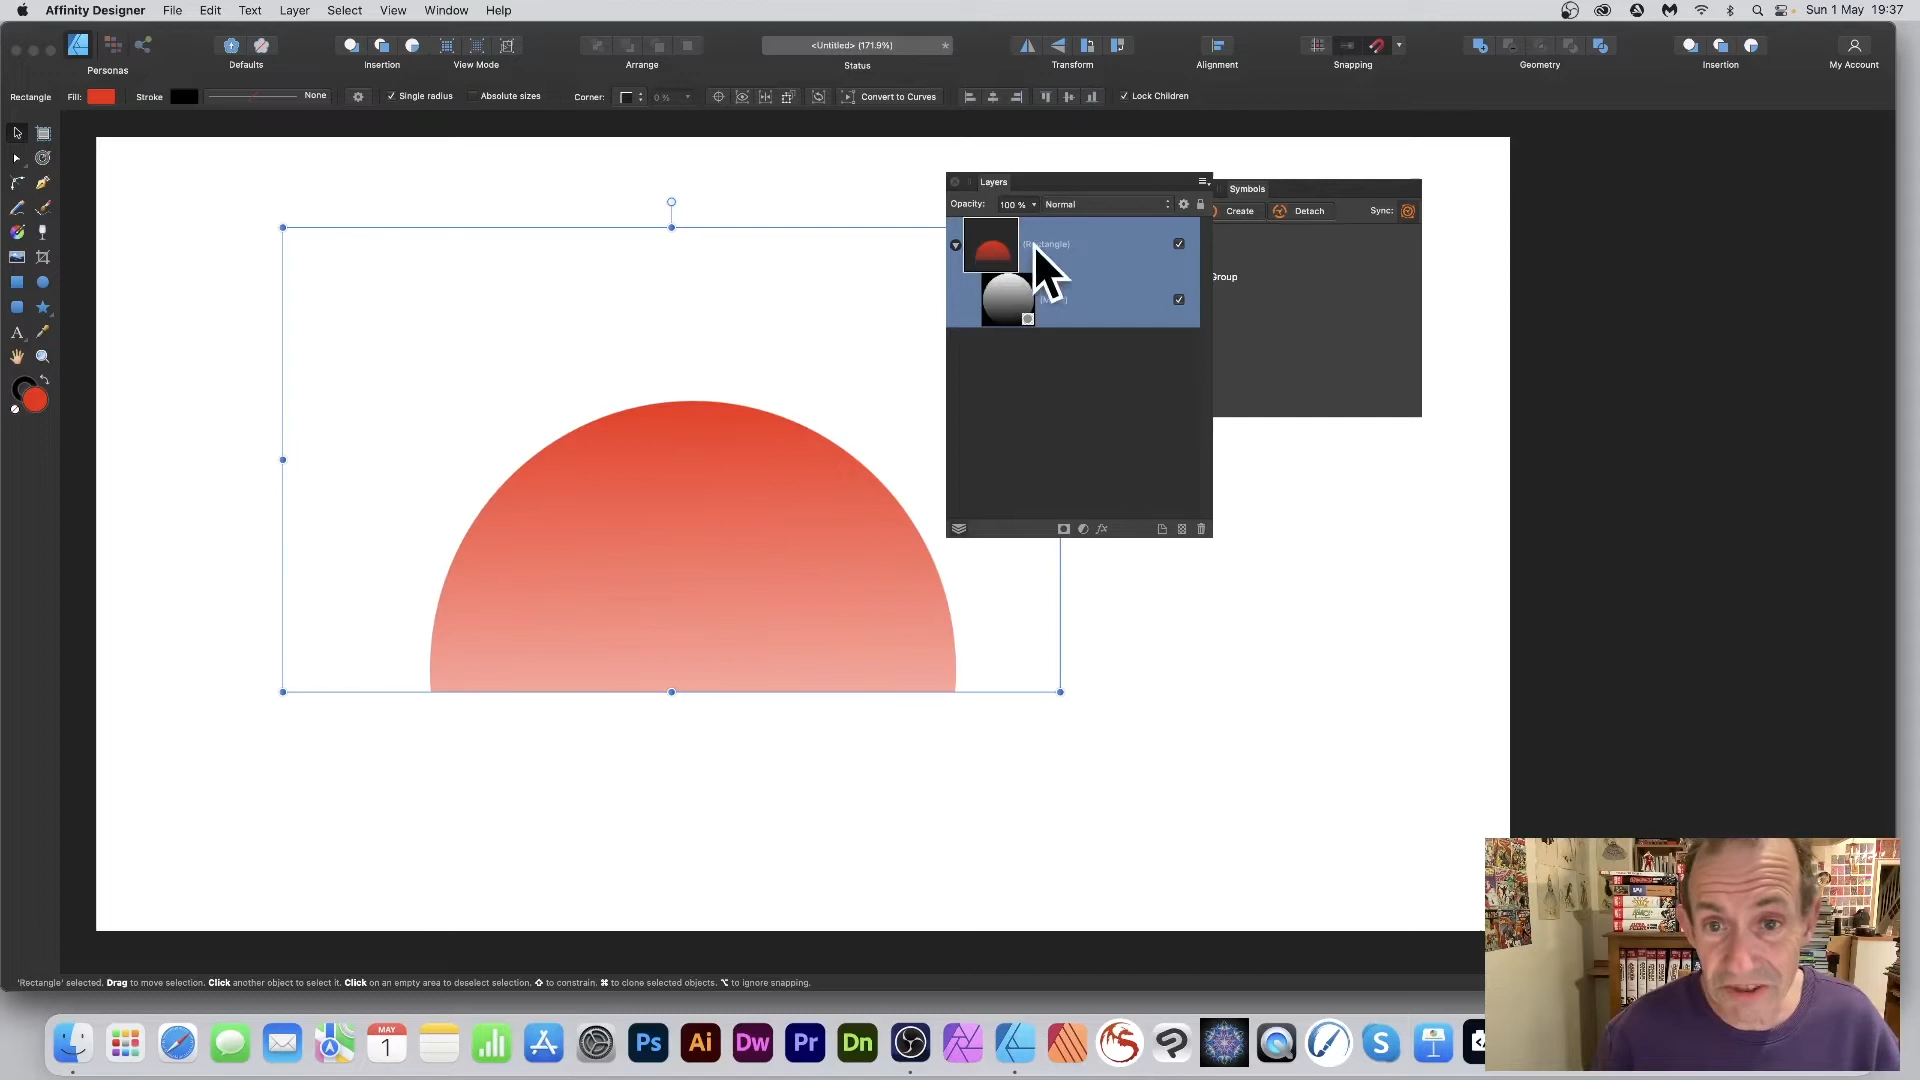 Affinity Designer File Edit Text Layer Select View Window Help Sun 1 May 19:37
<Untitled> (171.9%)
Personas Defaults Insertion View Mode Arrange Status Transform Alignment Snapping Geometry Insertion My Account
Rectangle Fill: Stroke None Single radius Absolute sizes Corner: 0 % Convert to Curves Lock Children
Layers
Symbols
Opacity: 100 % Normal
Create Detach Sync:
(Rectangle)
Group
fx
A
'Rectangle' selected. Drag to move selection. Click another object to select it. Click on an empty area to deselect selection. ⇧ to constrain. ⌘ to clone selected objects. ⌥ to ignore snapping.
MAY
1
Ps Ai Dw Pr Dn S